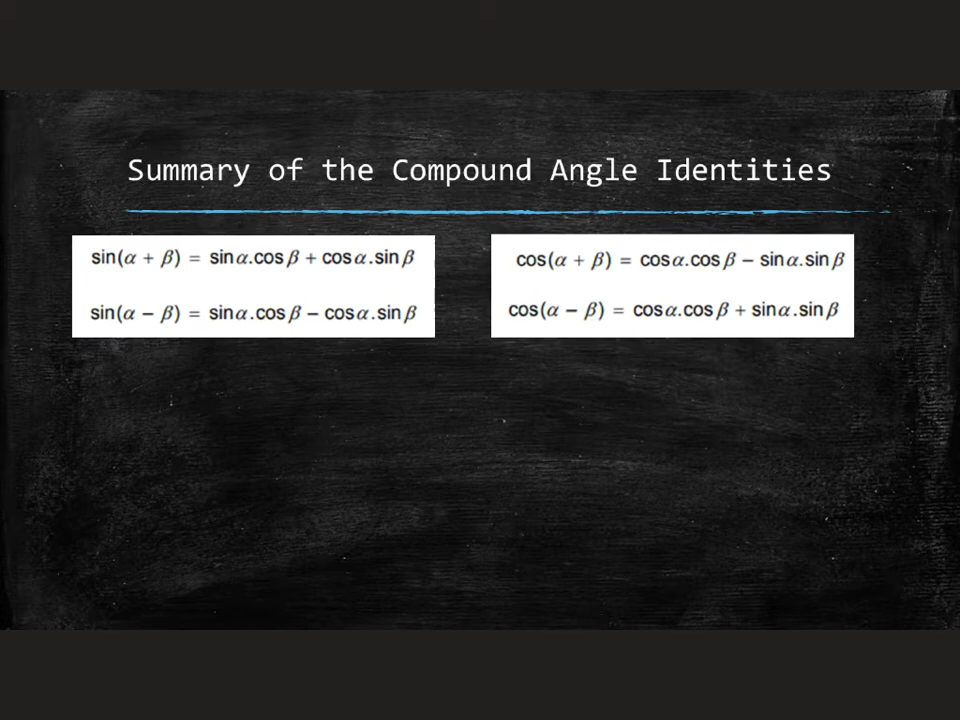 Summary of the Compound Angle Identities
sin(α + β) = sinα.cosβ + cosα.sinβ
sin(α − β) = sinα.cosβ − cosα.sinβ
cos(α + β) = cosα.cosβ − sinα.sinβ
cos(α − β) = cosα.cosβ + sinα.sinβ